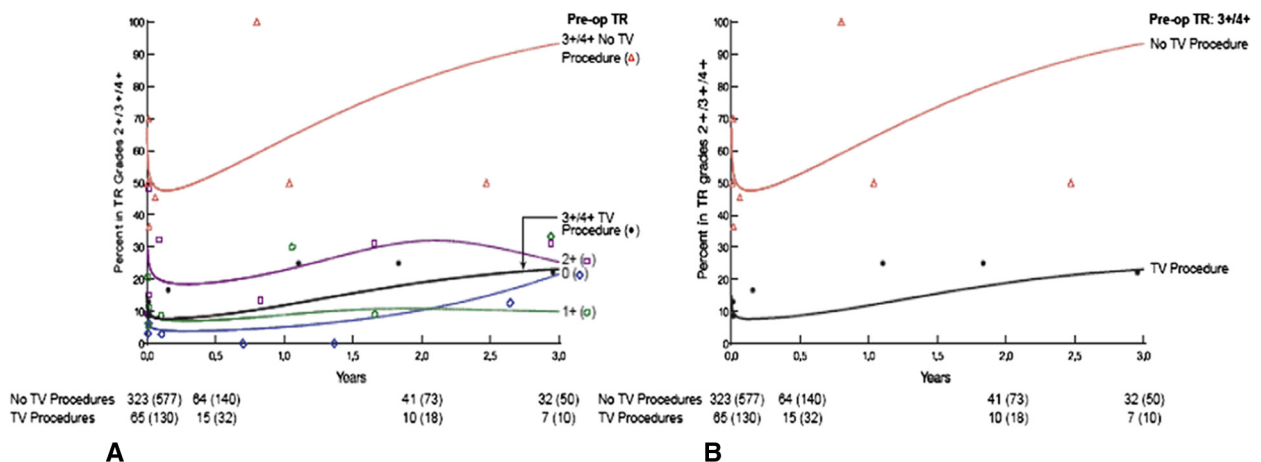 Pre-op TR
3+/4+ No TV
Procedure (△)
Percent in TR Grades 2+/3+/4+
100
90
80
70
60
50
40
30
20
10
0
3+/4+ TV
Procedure (•)
2+ (□)
0 (◇)
1+ (○)
0,0 0,5 1,0 1,5 2,0 2,5 3,0
Years
No TV Procedures 323 (577) 64 (140) 41 (73) 32 (50)
TV Procedures 65 (130) 15 (32) 10 (18) 7 (10)
A
Pre-op TR: 3+/4+
No TV Procedure
Percent in TR grades 2+/3+/4+
100
90
80
70
60
50
40
30
20
10
0
TV Procedure
0,0 0,5 1,0 1,5 2,0 2,5 3,0
Years
No TV Procedures 323 (577) 64 (140) 41 (73) 32 (50)
TV Procedures 65 (130) 15 (32) 10 (18) 7 (10)
B